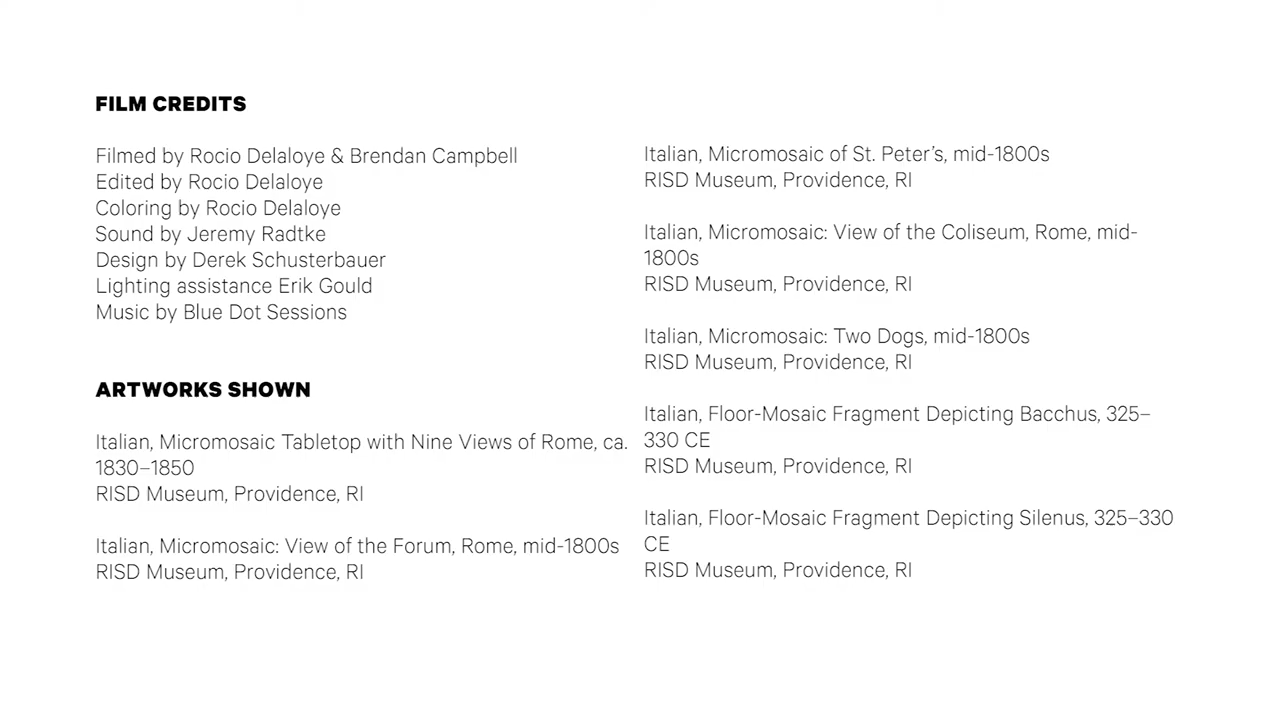 FILM CREDITS
Filmed by Rocio Delaloye & Brendan Campbell
Edited by Rocio Delaloye
Coloring by Rocio Delaloye
Sound by Jeremy Radtke
Design by Derek Schusterbauer
Lighting assistance Erik Gould
Music by Blue Dot Sessions
ARTWORKS SHOWN
Italian, Micromosaic Tabletop with Nine Views of Rome, ca.
1830–1850
RISD Museum, Providence, RI
Italian, Micromosaic: View of the Forum, Rome, mid-1800s
RISD Museum, Providence, RI
Italian, Micromosaic of St. Peter’s, mid-1800s
RISD Museum, Providence, RI
Italian, Micromosaic: View of the Coliseum, Rome, mid-
1800s
RISD Museum, Providence, RI
Italian, Micromosaic: Two Dogs, mid-1800s
RISD Museum, Providence, RI
Italian, Floor-Mosaic Fragment Depicting Bacchus, 325–
330 CE
RISD Museum, Providence, RI
Italian, Floor-Mosaic Fragment Depicting Silenus, 325–330
CE
RISD Museum, Providence, RI